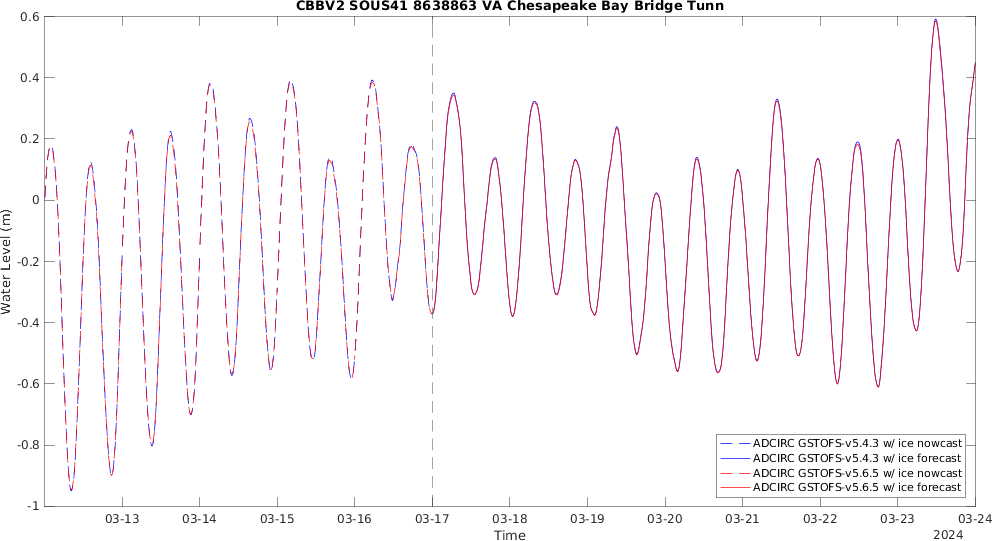 CBBV2 SOUS41 8638863 VA Chesapeake Bay Bridge Tunn
0.6
0.4
0.2
0
-0.2
-0.4
-0.6
-0.8
-1
Water Level (m)
ADCIRC GSTOFS-v5.4.3 w/ ice nowcast
ADCIRC GSTOFS-v5.4.3 w/ ice forecast
ADCIRC GSTOFS-v5.6.5 w/ ice nowcast
ADCIRC GSTOFS-v5.6.5 w/ ice forecast
03-13 03-14 03-15 03-16 03-17 03-18 03-19 03-20 03-21 03-22 03-23 03-24
Time
2024